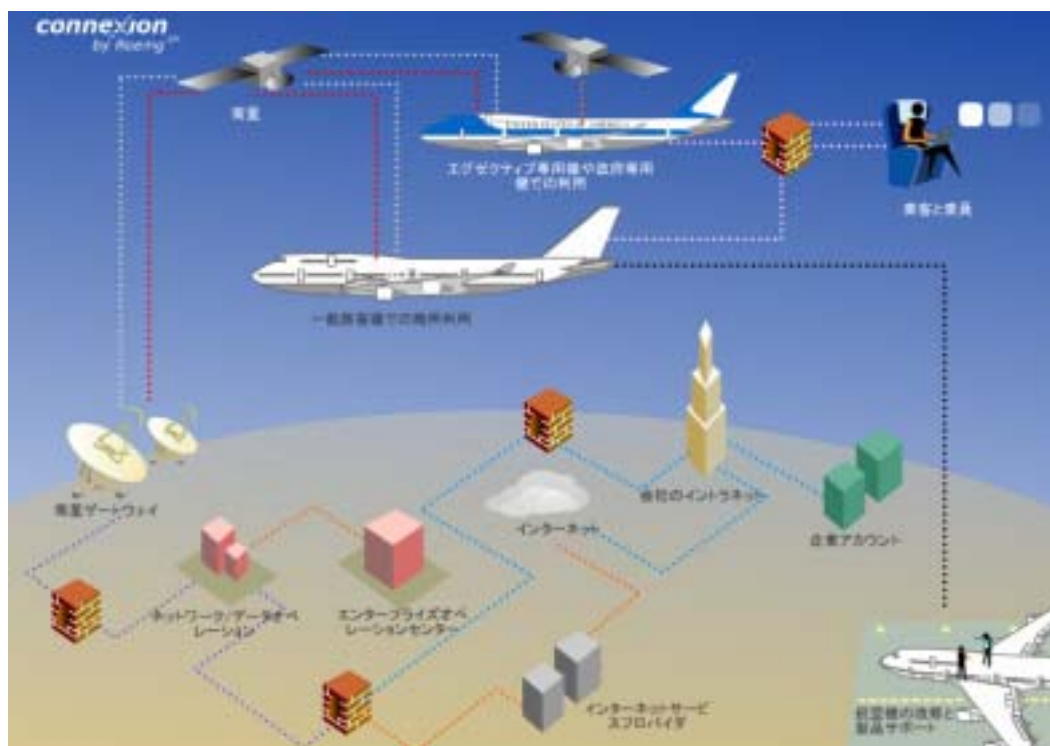 connexion
by Boeing
衛星
エグゼクティブ専用機や政府専用
機での利用
乗客と乗員
一般旅客機での商用利用
衛星ゲートウェイ
インターネット
会社のイントラネット
企業アカウント
ネットワーク/データオペ
レーション
エンタープライズオペ
レーションセンター
インターネットサービ
スプロバイダ
航空機の改修と
製品サポート